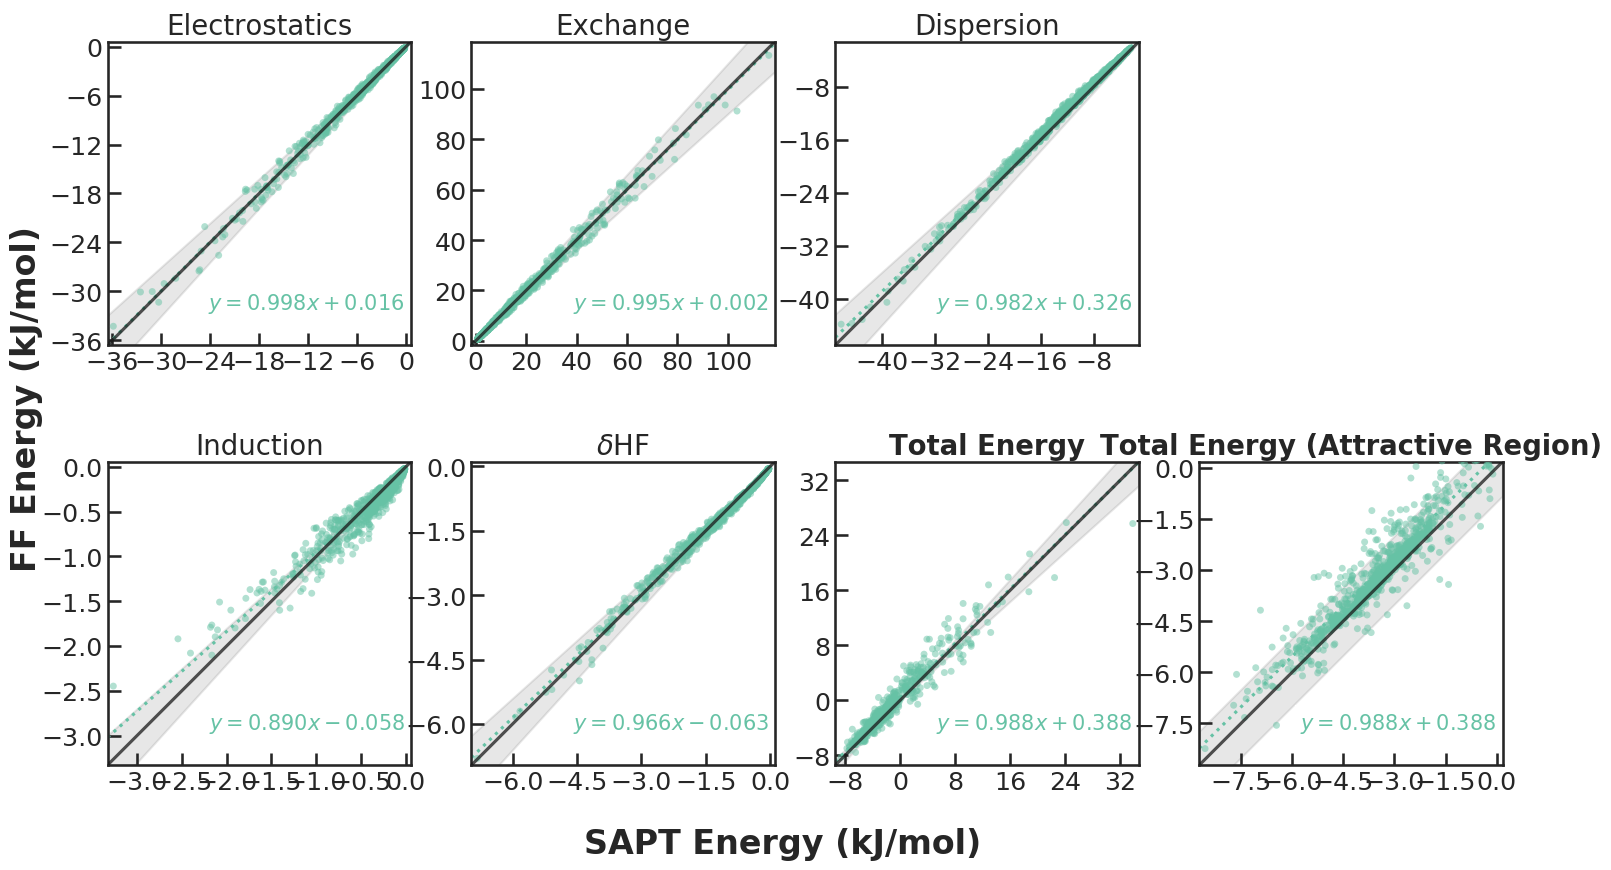 Electrostatics
Exchange
Dispersion
0
−6
−12
−18
−24
−30
−36
−36 −30 −24 −18 −12 −6 0
y = 0.998x + 0.016
100
80
60
40
20
0
0 20 40 60 80 100
y = 0.995x + 0.002
−8
−16
−24
−32
−40
−40 −32 −24 −16 −8
y = 0.982x + 0.326
FF Energy (kJ/mol)
Induction
δHF
Total Energy
Total Energy (Attractive Region)
0.0
−0.5
−1.0
−1.5
−2.0
−2.5
−3.0
−3.0 −2.5 −2.0 −1.5 −1.0 −0.5 0.0
y = 0.890x − 0.058
0.0
−1.5
−3.0
−4.5
−6.0
−6.0 −4.5 −3.0 −1.5 0.0
y = 0.966x − 0.063
32
24
16
8
0
−8
−8 0 8 16 24 32
y = 0.988x + 0.388
0.0
−1.5
−3.0
−4.5
−6.0
−7.5
−7.5 −6.0 −4.5 −3.0 −1.5 0.0
y = 0.988x + 0.388
SAPT Energy (kJ/mol)